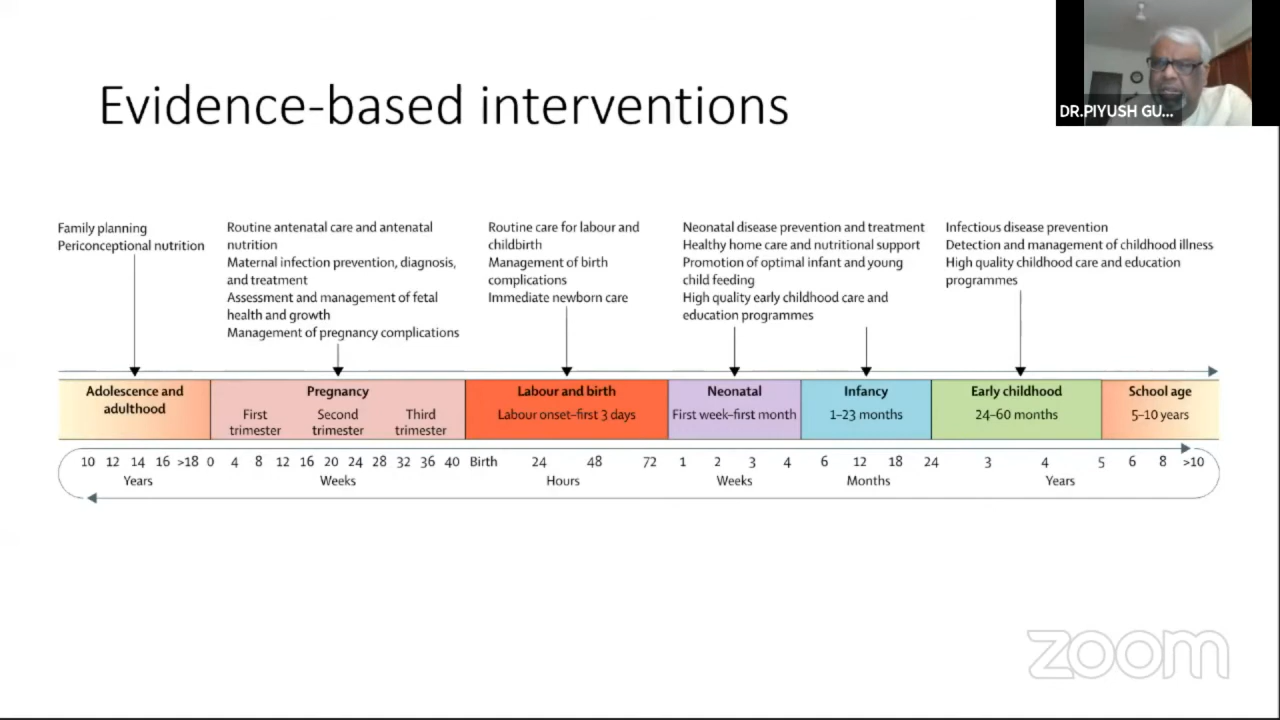 DR.PIYUSH GU...
Evidence-based interventions
Family planning
Periconceptional nutrition
Routine antenatal care and antenatal
nutrition
Maternal infection prevention, diagnosis,
and treatment
Assessment and management of fetal
health and growth
Management of pregnancy complications
Routine care for labour and
childbirth
Management of birth
complications
Immediate newborn care
Neonatal disease prevention and treatment
Healthy home care and nutritional support
Promotion of optimal infant and young
child feeding
High quality early childhood care and
education programmes
Infectious disease prevention
Detection and management of childhood illness
High quality childhood care and education
programmes
Adolescence and
adulthood
Pregnancy
First
trimester
Second
trimester
Third
trimester
Labour and birth
Labour onset–first 3 days
Neonatal
First week–first month
Infancy
1–23 months
Early childhood
24–60 months
School age
5–10 years
10 12 14 16 >18 0 4 8 12 16 20 24 28 32 36 40 Birth 24 48 72 1 2 3 4 6 12 18 24 3 4 5 6 8 >10
Years Weeks Hours Weeks Months Years
zoom